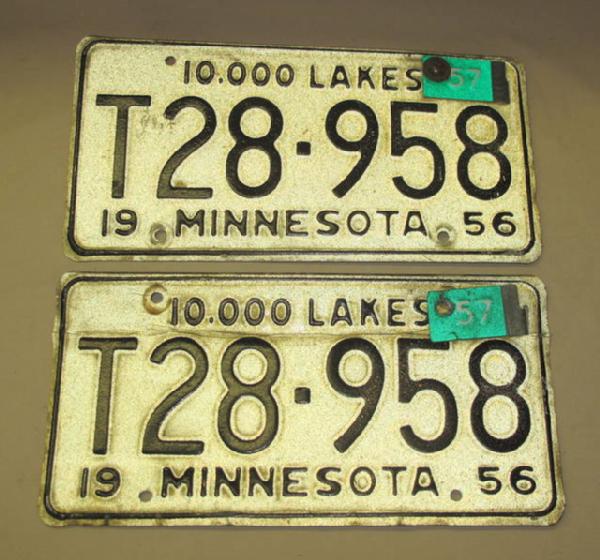 10.000 LAKES 57
T28·958
19 MINNESOTA 56
10.000 LAKES 57
T28·958
19 MINNESOTA 56